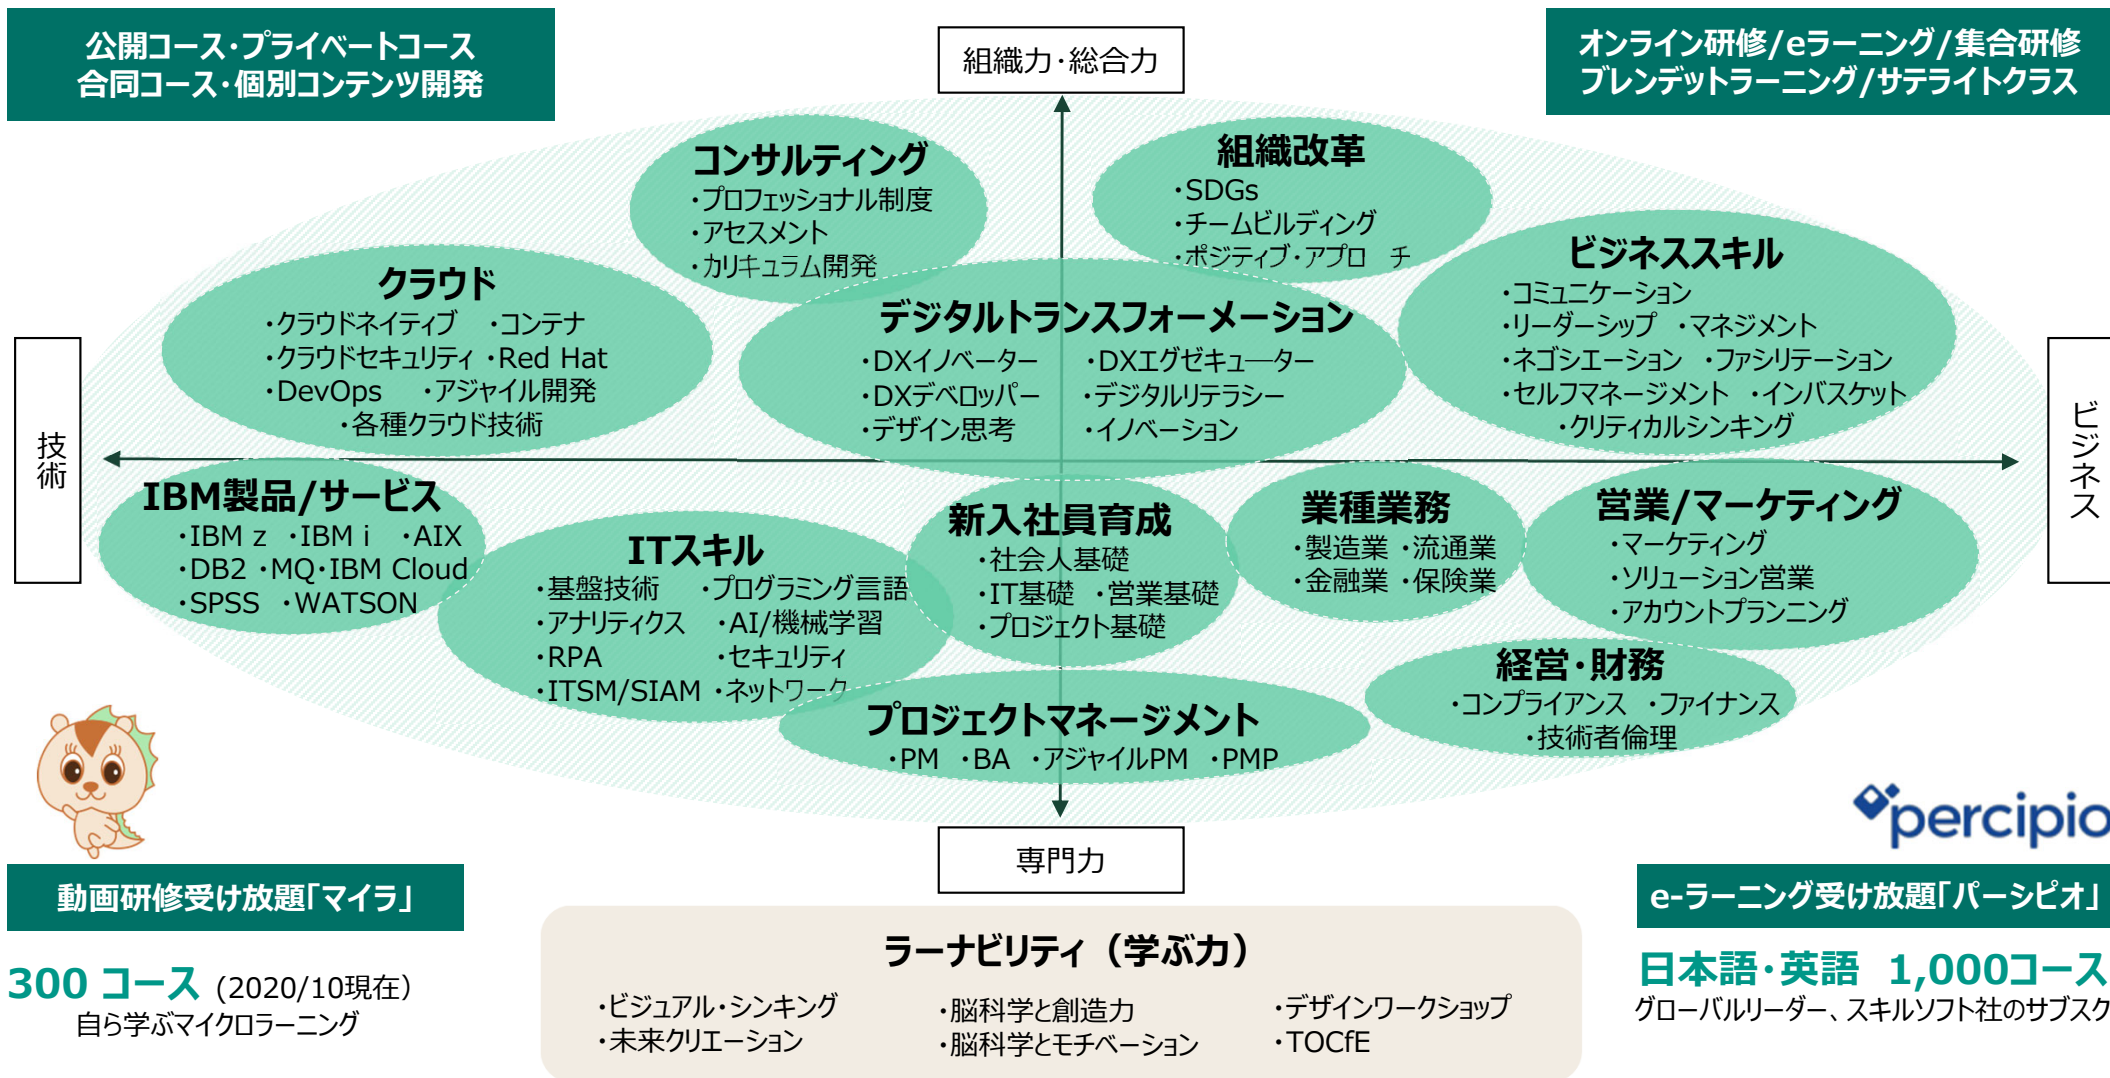 公開コース・プライベートコース
合同コース・個別コンテンツ開発
組織力・総合力
オンライン研修/eラーニング/集合研修
ブレンデットラーニング/サテライトクラス
コンサルティング
・プロフェッショナル制度
・アセスメント
・カリキュラム開発
組織改革
・SDGs
・チームビルディング
・ポジティブ・アプロ チ
クラウド
・クラウドネイティブ ・コンテナ
・クラウドセキュリティ ・Red Hat
・DevOps ・アジャイル開発
・各種クラウド技術
デジタルトランスフォーメーション
・DXイノベーター ・DXエグゼキュ―ター
・DXデベロッパー ・デジタルリテラシー
・デザイン思考 ・イノベーション
ビジネススキル
・コミュニケーション
・リーダーシップ ・マネジメント
・ネゴシエーション ・ファシリテーション
・セルフマネージメント ・インバスケット
・クリティカルシンキング
技術
ビジネス
IBM製品/サービス
・IBM z ・IBM i ・AIX
・DB2 ・MQ・IBM Cloud
・SPSS ・WATSON
ITスキル
・基盤技術 ・プログラミング言語
・アナリティクス ・AI/機械学習
・RPA ・セキュリティ
・ITSM/SIAM ・ネットワーク
新入社員育成
・社会人基礎
・IT基礎 ・営業基礎
・プロジェクト基礎
業種業務
・製造業 ・流通業
・金融業 ・保険業
営業/マーケティング
・マーケティング
・ソリューション営業
・アカウントプランニング
経営・財務
・コンプライアンス ・ファイナンス
・技術者倫理
プロジェクトマネージメント
・PM ・BA ・アジャイルPM ・PMP
専門力
percipio
動画研修受け放題「マイラ」
300 コース (2020/10現在)
自ら学ぶマイクロラーニング
ラーナビリティ（学ぶ力）
・ビジュアル・シンキング ・脳科学と創造力 ・デザインワークショップ
・未来クリエーション ・脳科学とモチベーション ・TOCfE
e-ラーニング受け放題「パーシピオ」
日本語・英語 1,000コース
グローバルリーダー、スキルソフト社のサブスク